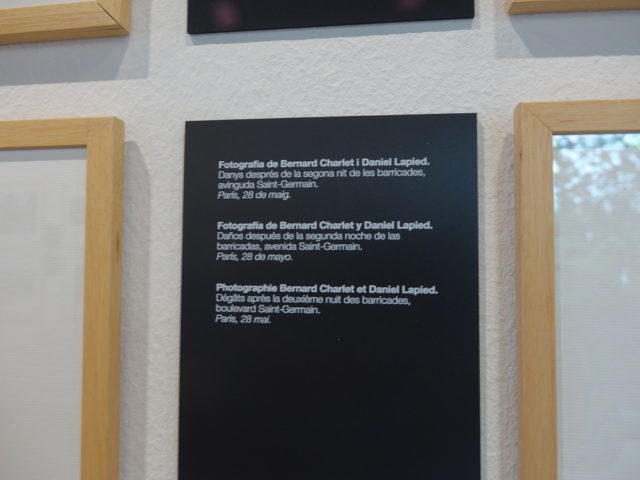 Fotografia de Bernard Charlet i Daniel Lapied.
Danys després de la segona nit de les barricades,
avinguda Saint-Germain.
París, 28 de maig.
Fotografía de Bernard Charlet y Daniel Lapied.
Daños después de la segunda noche de las
barricadas, avenida Saint-Germain.
París, 28 de mayo.
Photographie Bernard Charlet et Daniel Lapied.
Dégâts après la deuxième nuit des barricades,
boulevard Saint-Germain.
Paris, 28 mai.